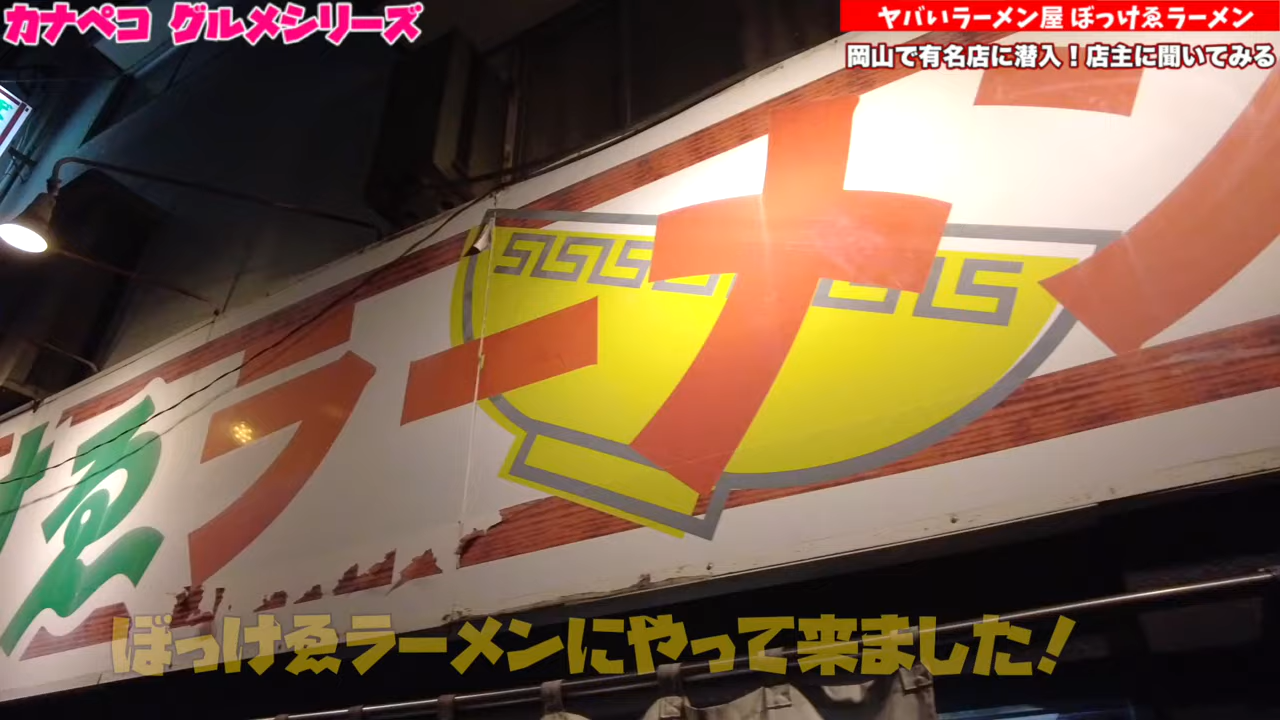 カナペコ グルメシリーズ
ヤバいラーメン屋 ぼっけゑラーメン
岡山で有名店に潜入！店主に聞いてみる
けゑラーメン
ぼっけゑラーメンにやって来ました！